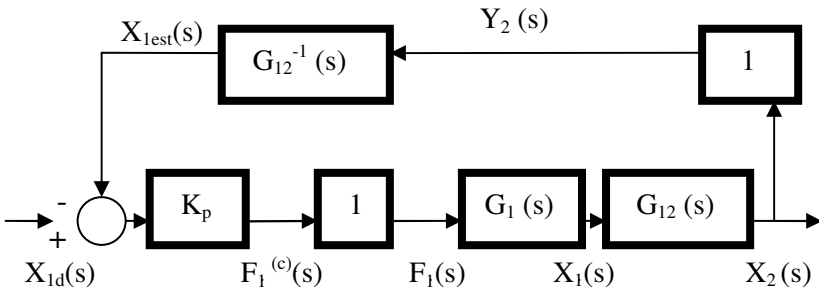 X1est(s)
Y2 (s)
G12-1 (s)
1
-
+
Kp
1
G1 (s)
G12 (s)
X1d(s)
F1(c)(s)
F1(s)
X1(s)
X2 (s)